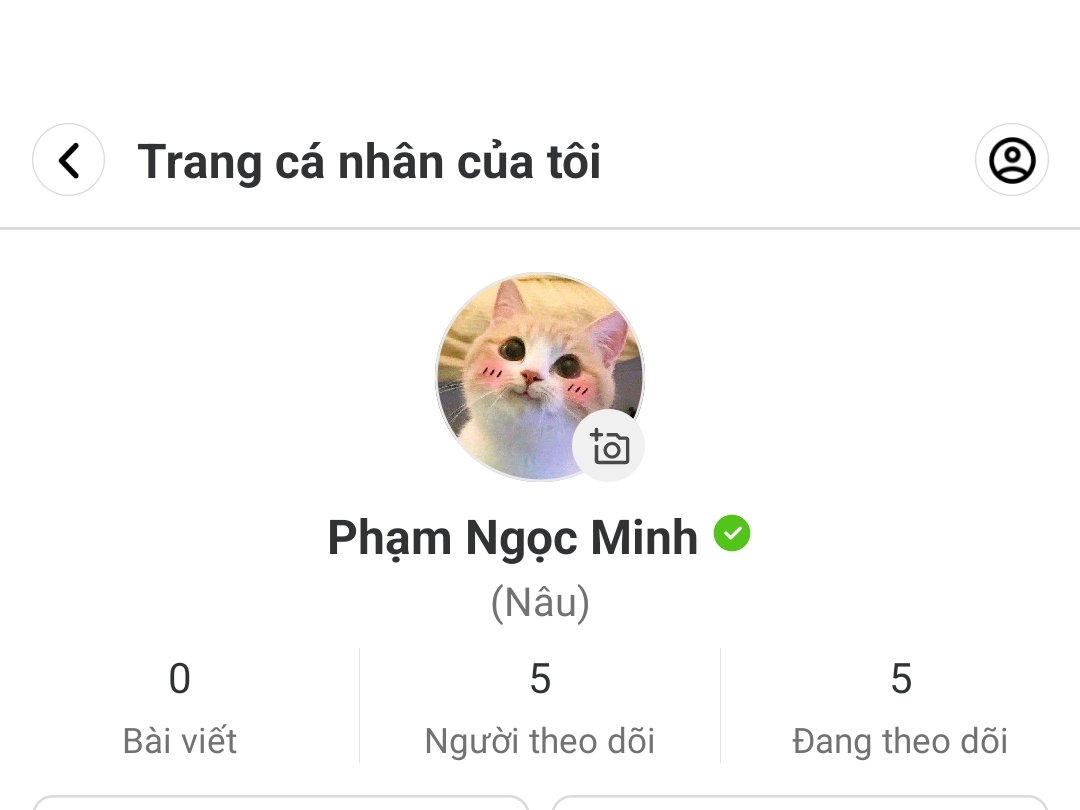 Trang cá nhân của tôi
Phạm Ngọc Minh
(Nâu)
0
5
5
Bài viết
Người theo dõi
Đang theo dõi